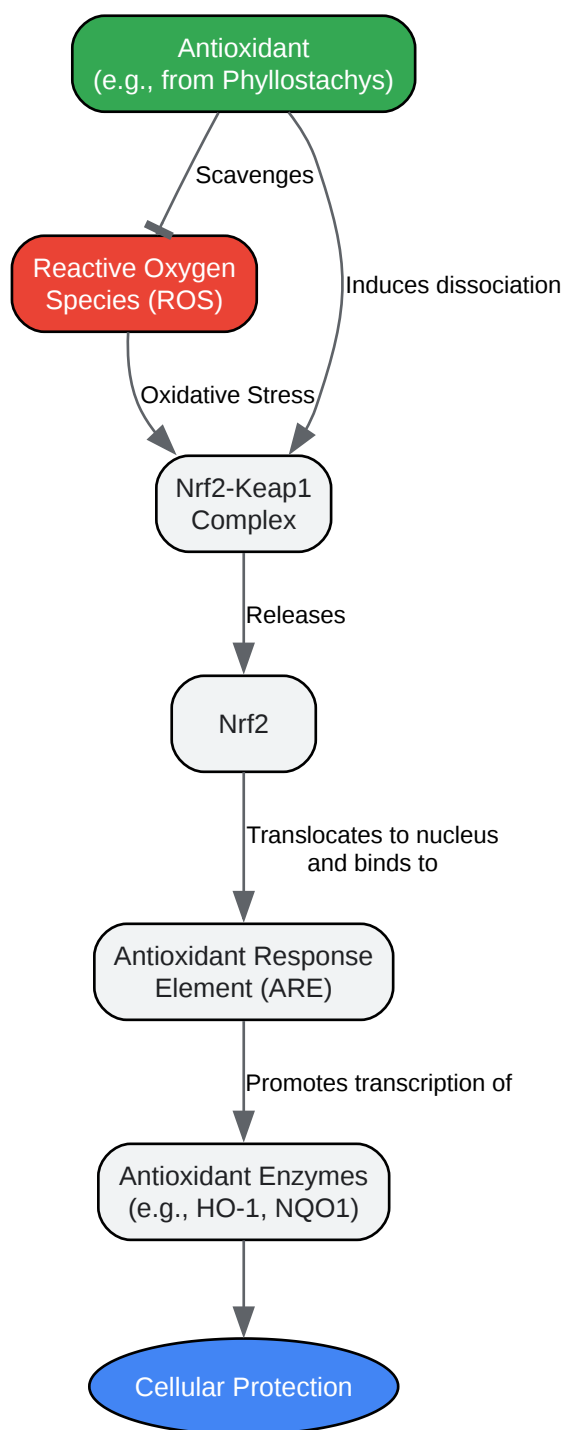 Antioxidant
(e.g., from Phyllostachys)
Scavenges
Reactive Oxygen
Species (ROS)
Induces dissociation
Oxidative Stress
Nrf2-Keap1
Complex
Releases
Nrf2
Translocates to nucleus
and binds to
Antioxidant Response
Element (ARE)
Promotes transcription of
Antioxidant Enzymes
(e.g., HO-1, NQO1)
Cellular Protection